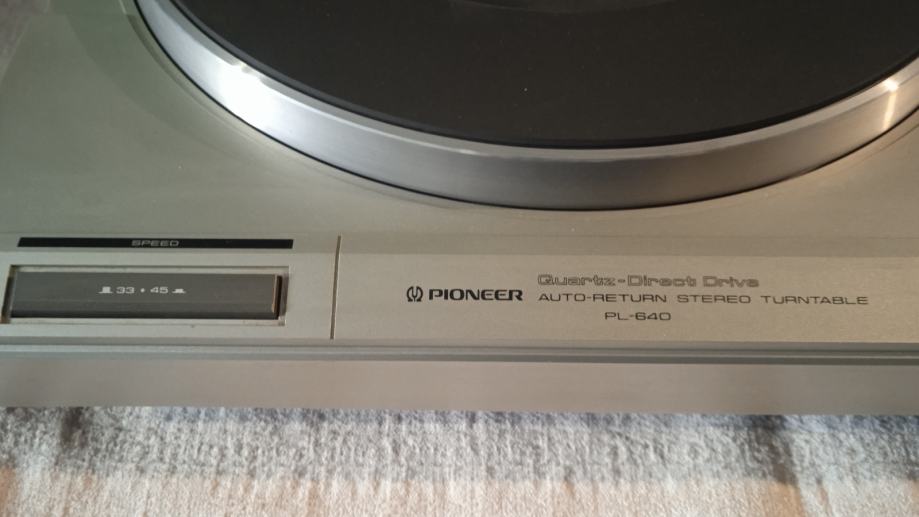 SPEED
33 • 45
PIONEER
Quartz-Direct Drive
AUTO-RETURN STEREO TURNTABLE
PL-640